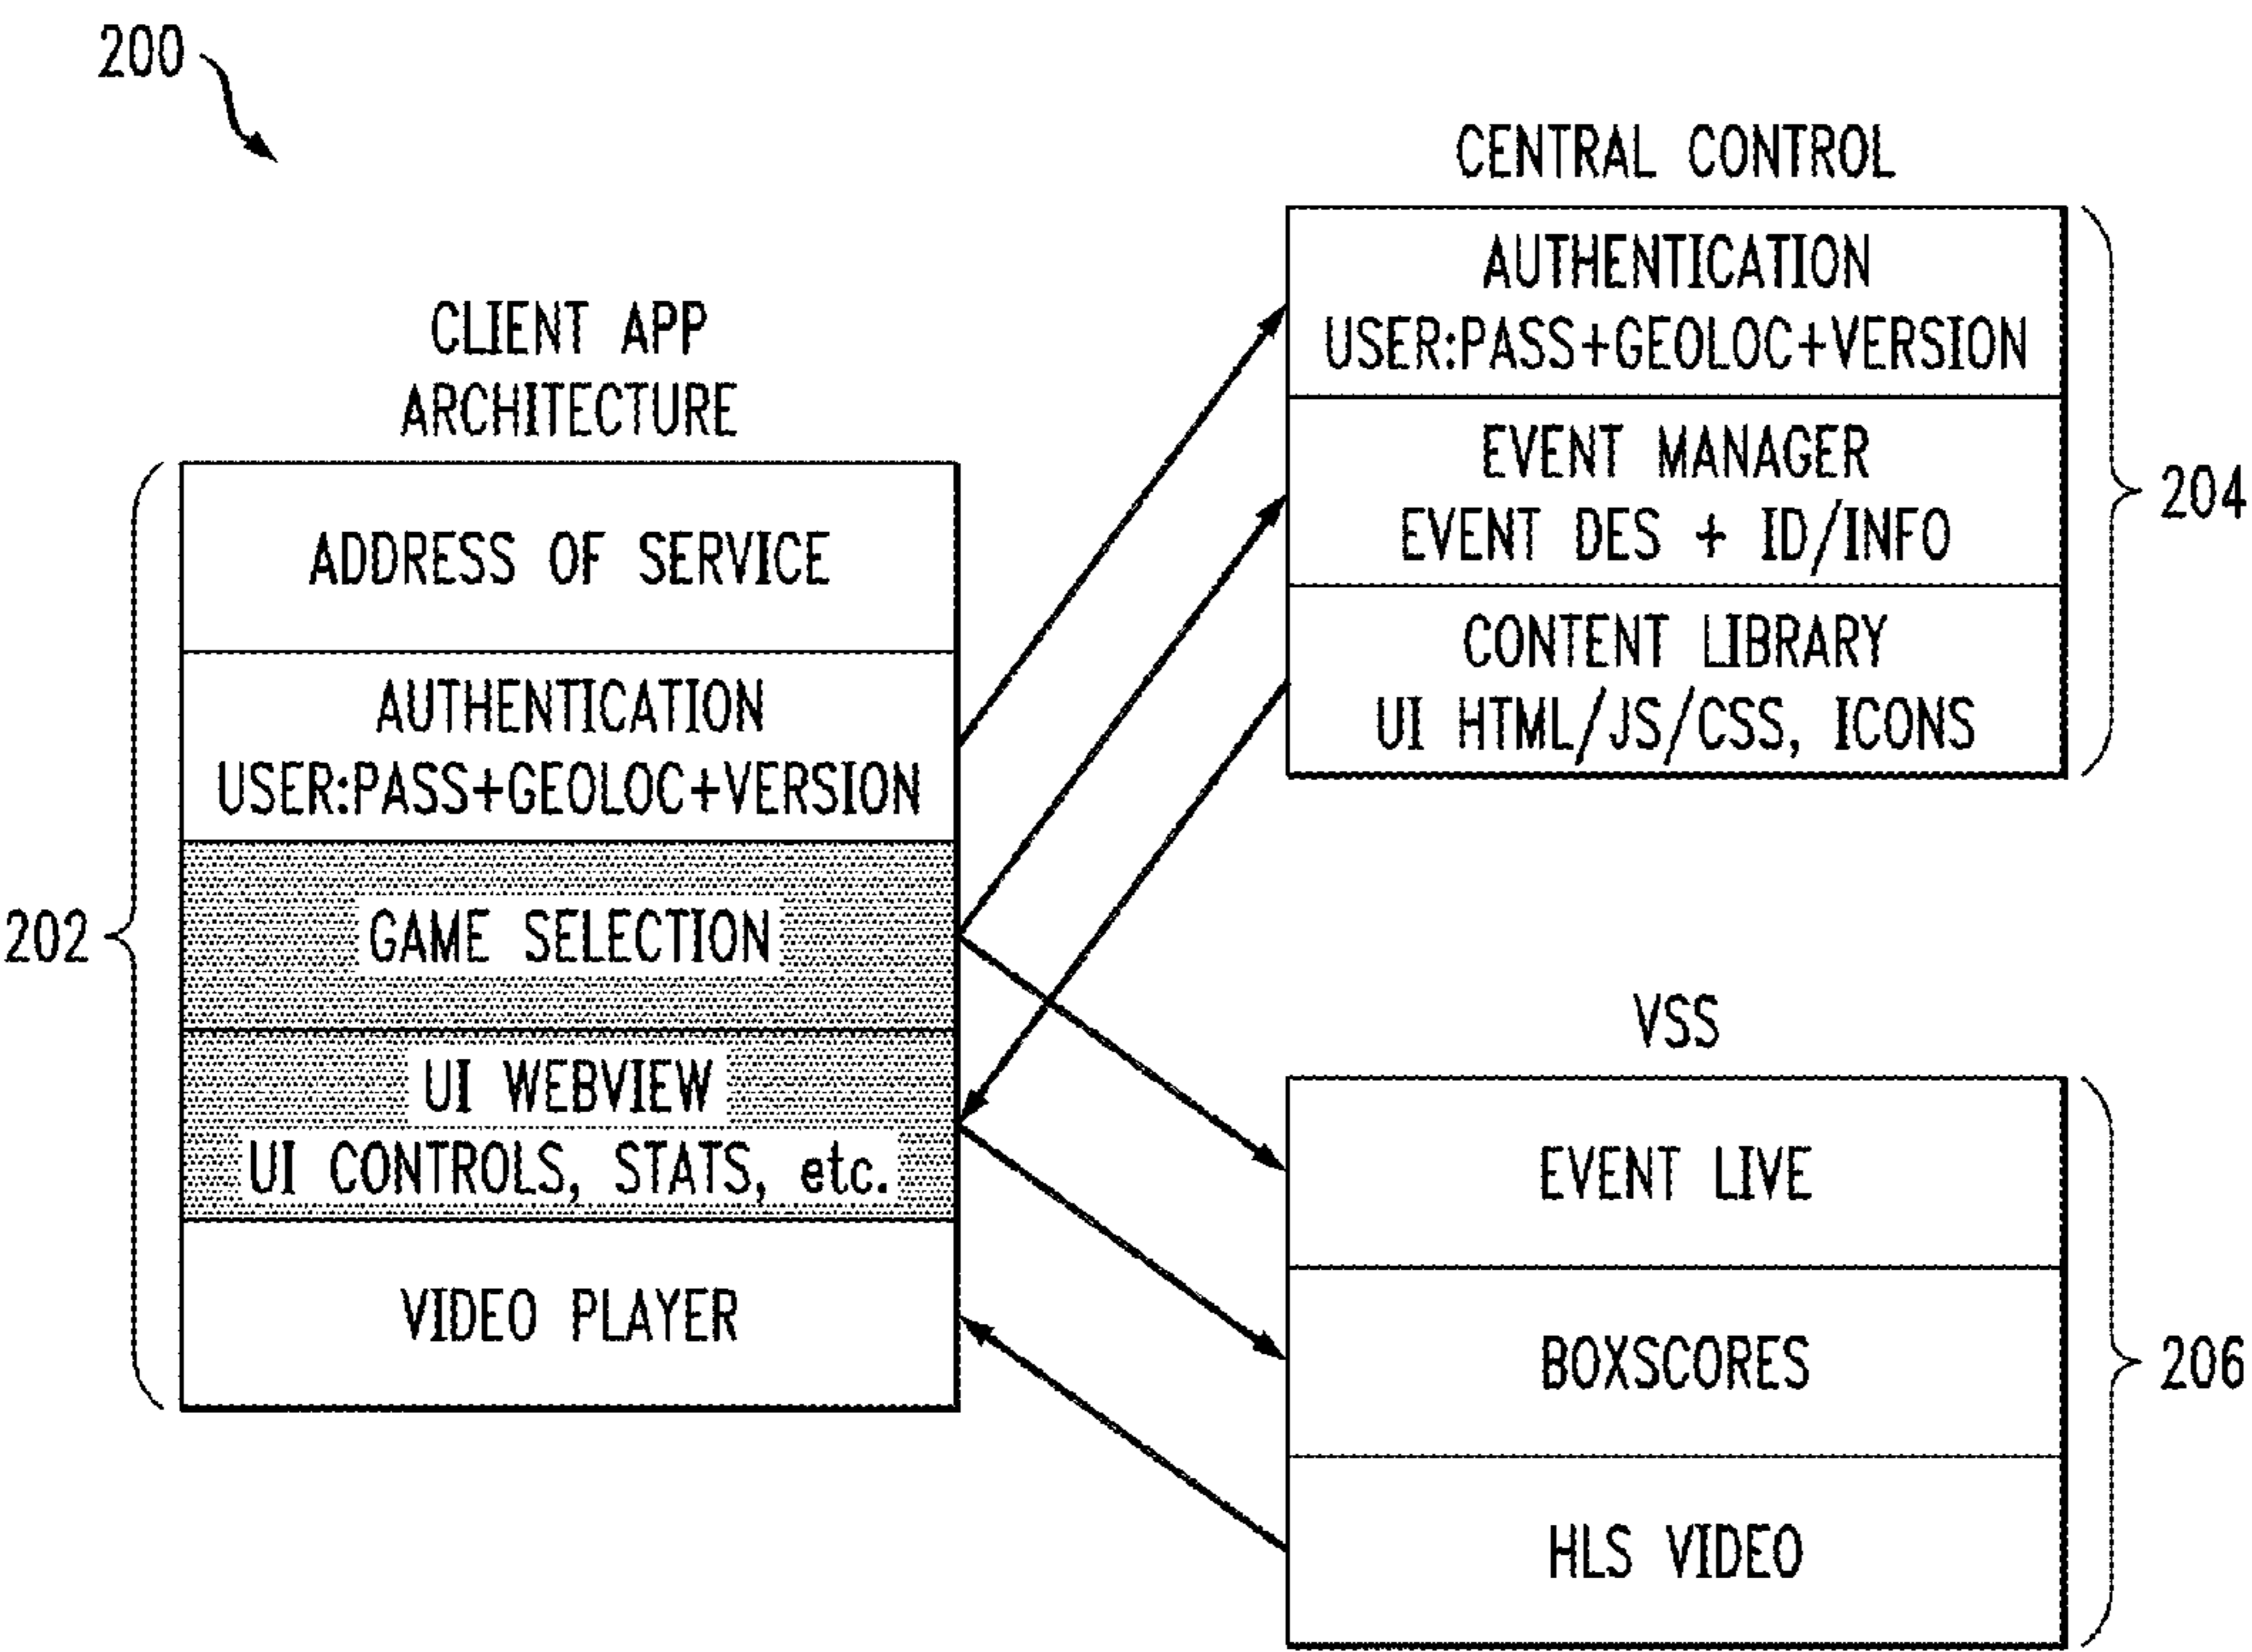 200
CLIENT APP
ARCHITECTURE
202
ADDRESS OF SERVICE
AUTHENTICATION
USER:PASS+GEOLOC+VERSION
GAME SELECTION
UI WEBVIEW
UI CONTROLS, STATS, etc.
VIDEO PLAYER
CENTRAL CONTROL
AUTHENTICATION
USER:PASS+GEOLOC+VERSION
EVENT MANAGER
EVENT DES + ID/INFO
CONTENT LIBRARY
UI HTML/JS/CSS, ICONS
204
VSS
EVENT LIVE
BOXSCORES
HLS VIDEO
206